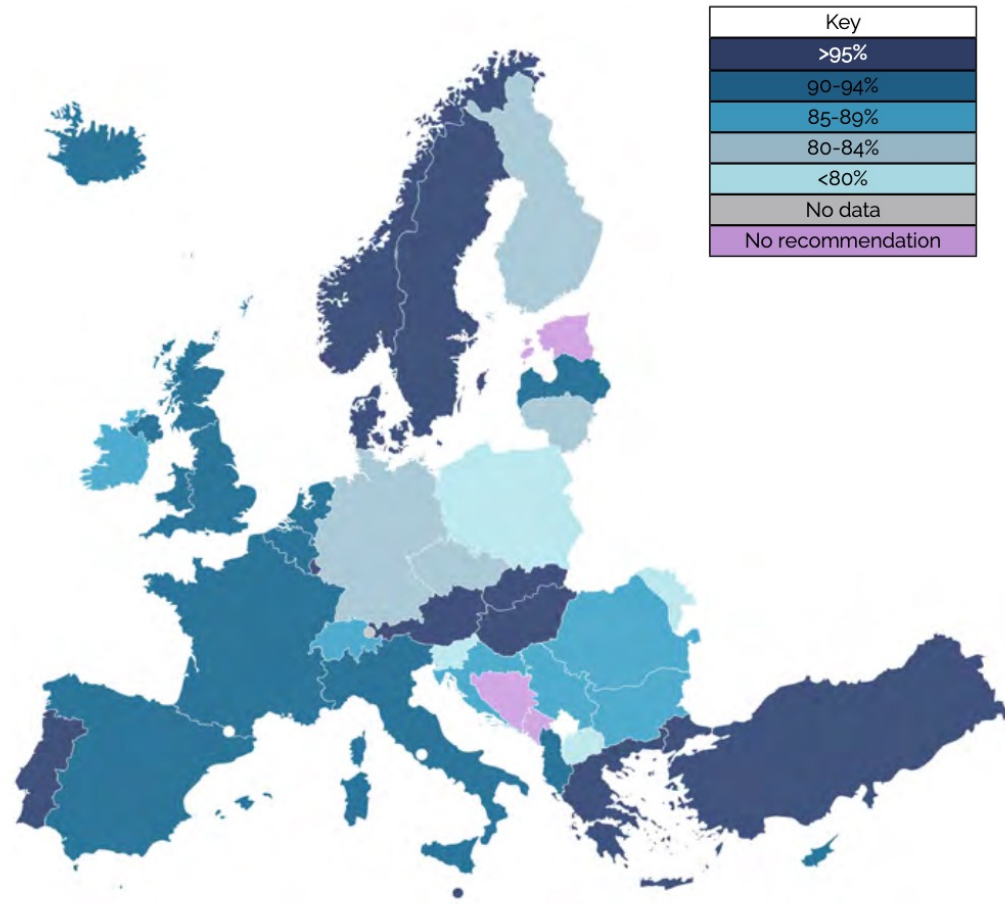 Key
>95%
90-94%
85-89%
80-84%
<80%
No data
No recommendation